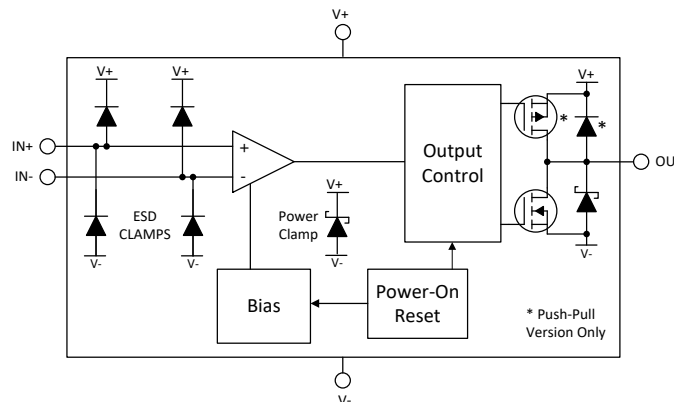 V+
V+
V+
V+
*
*
IN+
+
Output
Control
OU
IN-
-
ESD
CLAMPS
Power
Clamp
V+
V-
V-
V-
V-
Bias
Power-On
Reset
* Push-Pull
Version Only
V-